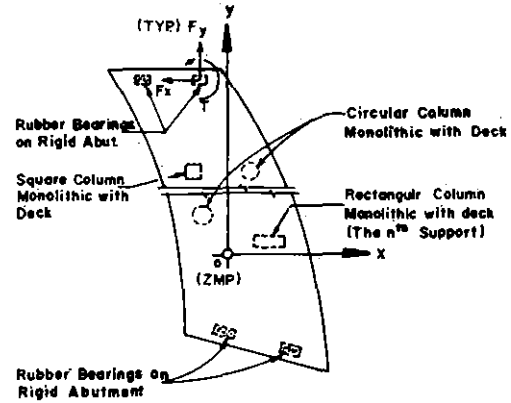 y
(TYP) Fy
Fx
T
Rubber Bearings
on Rigid Abut.
Circular Column
Monolithic with Deck
Square Column
Monolithic with
Deck
Rectangulr Column
Monolithic with deck
(The nth Support)
o
X
(ZMP)
Rubber Bearings on
Rigid Abutment